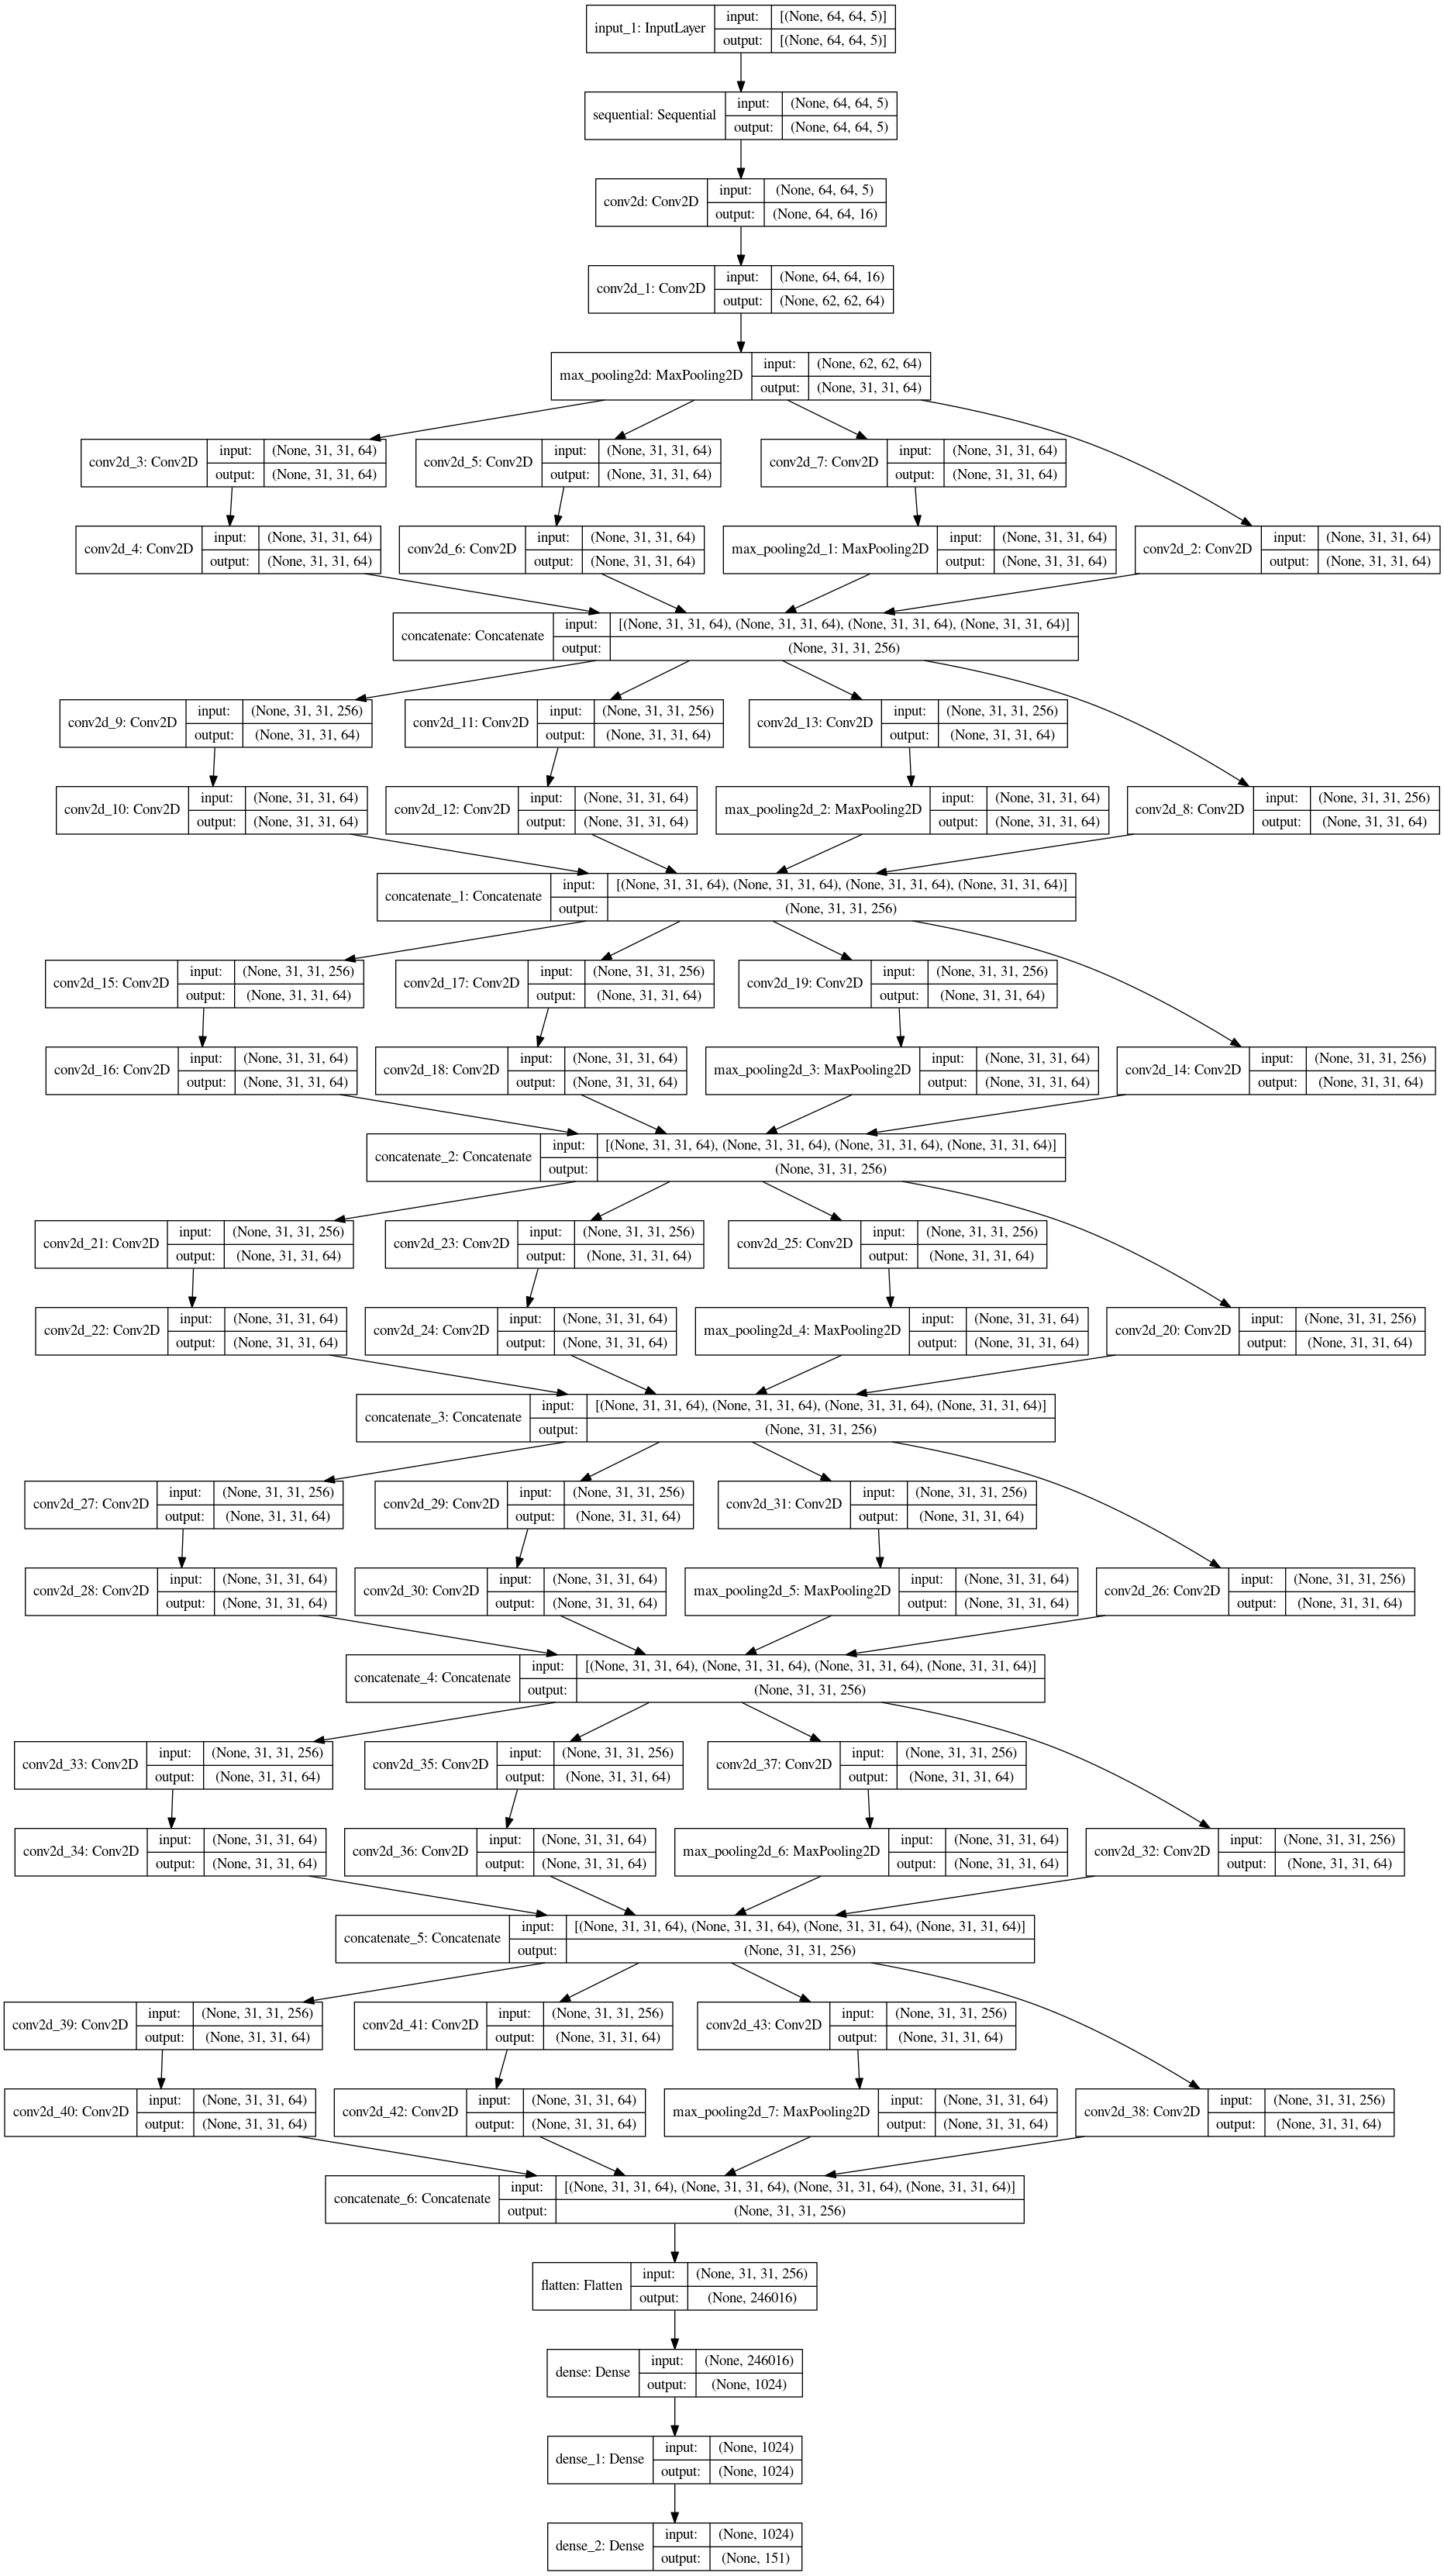 input_1: InputLayer input: [(None, 64, 64, 5)]
output: [(None, 64, 64, 5)]
sequential: Sequential input: (None, 64, 64, 5)
output: (None, 64, 64, 5)
conv2d: Conv2D input: (None, 64, 64, 5)
output: (None, 64, 64, 16)
conv2d_1: Conv2D input: (None, 64, 64, 16)
output: (None, 62, 62, 64)
max_pooling2d: MaxPooling2D input: (None, 62, 62, 64)
output: (None, 31, 31, 64)
conv2d_3: Conv2D input: (None, 31, 31, 64)
output: (None, 31, 31, 64)
conv2d_5: Conv2D input: (None, 31, 31, 64)
output: (None, 31, 31, 64)
conv2d_7: Conv2D input: (None, 31, 31, 64)
output: (None, 31, 31, 64)
conv2d_4: Conv2D input: (None, 31, 31, 64)
output: (None, 31, 31, 64)
conv2d_6: Conv2D input: (None, 31, 31, 64)
output: (None, 31, 31, 64)
max_pooling2d_1: MaxPooling2D input: (None, 31, 31, 64)
output: (None, 31, 31, 64)
conv2d_2: Conv2D input: (None, 31, 31, 64)
output: (None, 31, 31, 64)
concatenate: Concatenate input: [(None, 31, 31, 64), (None, 31, 31, 64), (None, 31, 31, 64), (None, 31, 31, 64)]
output: (None, 31, 31, 256)
conv2d_9: Conv2D input: (None, 31, 31, 256)
output: (None, 31, 31, 64)
conv2d_11: Conv2D input: (None, 31, 31, 256)
output: (None, 31, 31, 64)
conv2d_13: Conv2D input: (None, 31, 31, 256)
output: (None, 31, 31, 64)
conv2d_10: Conv2D input: (None, 31, 31, 64)
output: (None, 31, 31, 64)
conv2d_12: Conv2D input: (None, 31, 31, 64)
output: (None, 31, 31, 64)
max_pooling2d_2: MaxPooling2D input: (None, 31, 31, 64)
output: (None, 31, 31, 64)
conv2d_8: Conv2D input: (None, 31, 31, 256)
output: (None, 31, 31, 64)
concatenate_1: Concatenate input: [(None, 31, 31, 64), (None, 31, 31, 64), (None, 31, 31, 64), (None, 31, 31, 64)]
output: (None, 31, 31, 256)
conv2d_15: Conv2D input: (None, 31, 31, 256)
output: (None, 31, 31, 64)
conv2d_17: Conv2D input: (None, 31, 31, 256)
output: (None, 31, 31, 64)
conv2d_19: Conv2D input: (None, 31, 31, 256)
output: (None, 31, 31, 64)
conv2d_16: Conv2D input: (None, 31, 31, 64)
output: (None, 31, 31, 64)
conv2d_18: Conv2D input: (None, 31, 31, 64)
output: (None, 31, 31, 64)
max_pooling2d_3: MaxPooling2D input: (None, 31, 31, 64)
output: (None, 31, 31, 64)
conv2d_14: Conv2D input: (None, 31, 31, 256)
output: (None, 31, 31, 64)
concatenate_2: Concatenate input: [(None, 31, 31, 64), (None, 31, 31, 64), (None, 31, 31, 64), (None, 31, 31, 64)]
output: (None, 31, 31, 256)
conv2d_21: Conv2D input: (None, 31, 31, 256)
output: (None, 31, 31, 64)
conv2d_23: Conv2D input: (None, 31, 31, 256)
output: (None, 31, 31, 64)
conv2d_25: Conv2D input: (None, 31, 31, 256)
output: (None, 31, 31, 64)
conv2d_22: Conv2D input: (None, 31, 31, 64)
output: (None, 31, 31, 64)
conv2d_24: Conv2D input: (None, 31, 31, 64)
output: (None, 31, 31, 64)
max_pooling2d_4: MaxPooling2D input: (None, 31, 31, 64)
output: (None, 31, 31, 64)
conv2d_20: Conv2D input: (None, 31, 31, 256)
output: (None, 31, 31, 64)
concatenate_3: Concatenate input: [(None, 31, 31, 64), (None, 31, 31, 64), (None, 31, 31, 64), (None, 31, 31, 64)]
output: (None, 31, 31, 256)
conv2d_27: Conv2D input: (None, 31, 31, 256)
output: (None, 31, 31, 64)
conv2d_29: Conv2D input: (None, 31, 31, 256)
output: (None, 31, 31, 64)
conv2d_31: Conv2D input: (None, 31, 31, 256)
output: (None, 31, 31, 64)
conv2d_28: Conv2D input: (None, 31, 31, 64)
output: (None, 31, 31, 64)
conv2d_30: Conv2D input: (None, 31, 31, 64)
output: (None, 31, 31, 64)
max_pooling2d_5: MaxPooling2D input: (None, 31, 31, 64)
output: (None, 31, 31, 64)
conv2d_26: Conv2D input: (None, 31, 31, 256)
output: (None, 31, 31, 64)
concatenate_4: Concatenate input: [(None, 31, 31, 64), (None, 31, 31, 64), (None, 31, 31, 64), (None, 31, 31, 64)]
output: (None, 31, 31, 256)
conv2d_33: Conv2D input: (None, 31, 31, 256)
output: (None, 31, 31, 64)
conv2d_35: Conv2D input: (None, 31, 31, 256)
output: (None, 31, 31, 64)
conv2d_37: Conv2D input: (None, 31, 31, 256)
output: (None, 31, 31, 64)
conv2d_34: Conv2D input: (None, 31, 31, 64)
output: (None, 31, 31, 64)
conv2d_36: Conv2D input: (None, 31, 31, 64)
output: (None, 31, 31, 64)
max_pooling2d_6: MaxPooling2D input: (None, 31, 31, 64)
output: (None, 31, 31, 64)
conv2d_32: Conv2D input: (None, 31, 31, 256)
output: (None, 31, 31, 64)
concatenate_5: Concatenate input: [(None, 31, 31, 64), (None, 31, 31, 64), (None, 31, 31, 64), (None, 31, 31, 64)]
output: (None, 31, 31, 256)
conv2d_39: Conv2D input: (None, 31, 31, 256)
output: (None, 31, 31, 64)
conv2d_41: Conv2D input: (None, 31, 31, 256)
output: (None, 31, 31, 64)
conv2d_43: Conv2D input: (None, 31, 31, 256)
output: (None, 31, 31, 64)
conv2d_40: Conv2D input: (None, 31, 31, 64)
output: (None, 31, 31, 64)
conv2d_42: Conv2D input: (None, 31, 31, 64)
output: (None, 31, 31, 64)
max_pooling2d_7: MaxPooling2D input: (None, 31, 31, 64)
output: (None, 31, 31, 64)
conv2d_38: Conv2D input: (None, 31, 31, 256)
output: (None, 31, 31, 64)
concatenate_6: Concatenate input: [(None, 31, 31, 64), (None, 31, 31, 64), (None, 31, 31, 64), (None, 31, 31, 64)]
output: (None, 31, 31, 256)
flatten: Flatten input: (None, 31, 31, 256)
output: (None, 246016)
dense: Dense input: (None, 246016)
output: (None, 1024)
dense_1: Dense input: (None, 1024)
output: (None, 1024)
dense_2: Dense input: (None, 1024)
output: (None, 151)